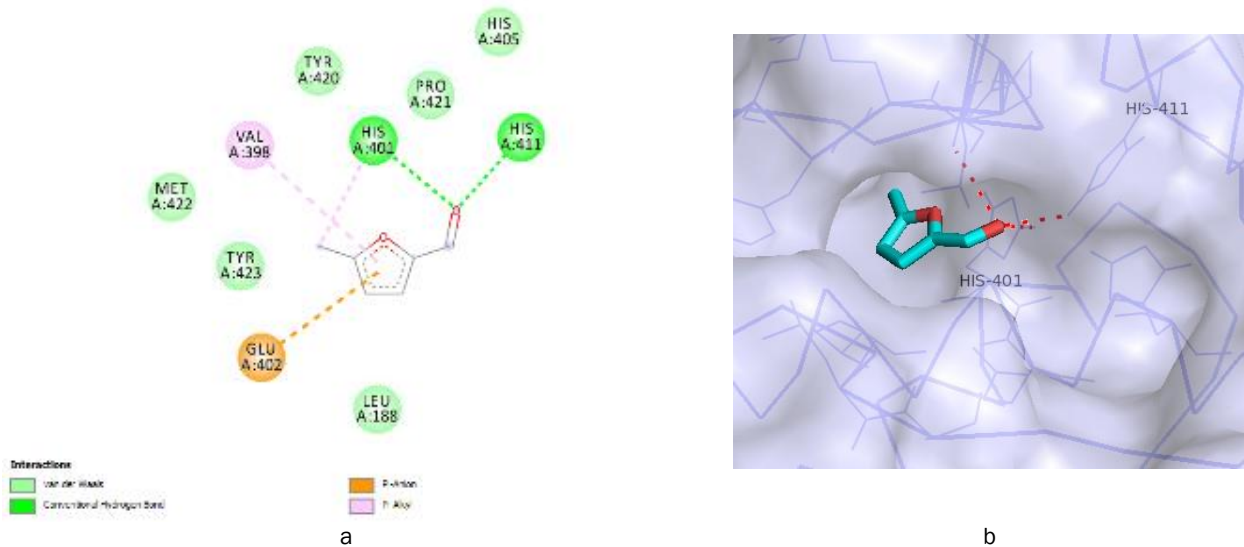 HIS
A:405
TYR
A:420
PRO
A:421
VAL
A:398
HIS
A:401
HIS
A:411
MET
A:422
TYR
A:423
GLU
A:402
LEU
A:188
Interactions
van der Waals
Conventional Hydrogen Bond
Pi-Anion
Pi-Alkyl
a
HIS-411
HIS-401
b